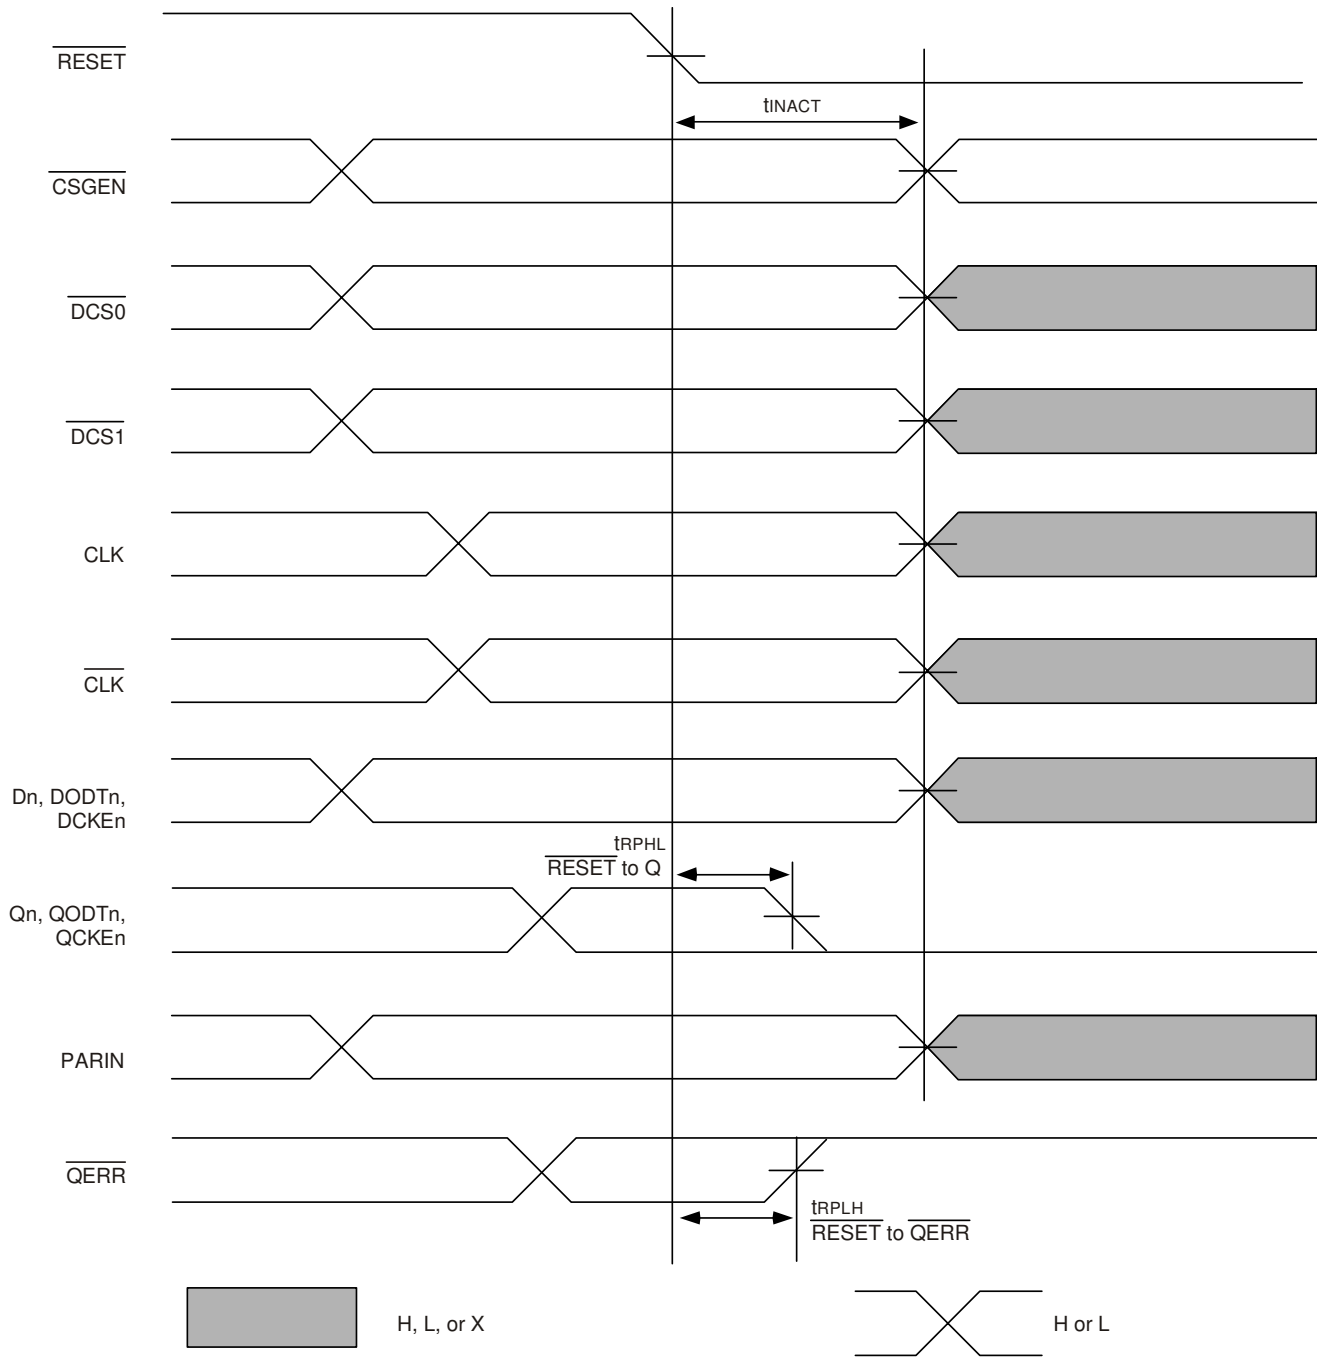 RESET
tINACT
CSGEN
DCS0
DCS1
CLK
CLK
Dn, DODTn,
DCKEn
tRPHL
RESET to Q
Qn, QODTn,
QCKEn
PARIN
QERR
tRPLH
RESET to QERR
H, L, or X
H or L